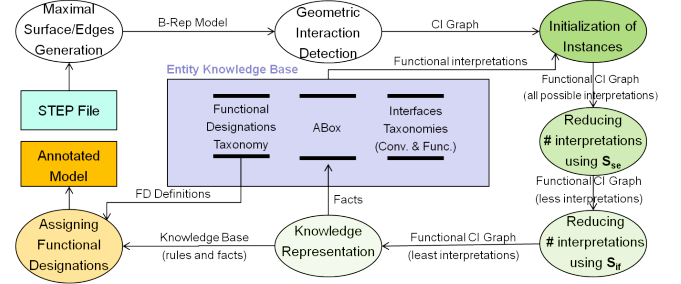 Maximal
Surface/Edges
Generation
B-Rep Model
Geometric
Interaction
Detection
CI Graph
Initialization of
Instances
Functional interpretations
Entity Knowledge Base
STEP File
Functional
Designations
Taxonomy
ABox
Interfaces
Taxonomies
(Conv. & Func.)
Functional CI Graph
(all possible interpretations)
Reducing
# interpretations
using Sse
Functional CI Graph
(less interpretations)
Annotated
Model
FD Definitions
Facts
Assigning
Functional
Designations
Knowledge Base
(rules and facts)
Knowledge
Representation
Functional CI Graph
(least interpretations)
Reducing
# interpretations
using Sif